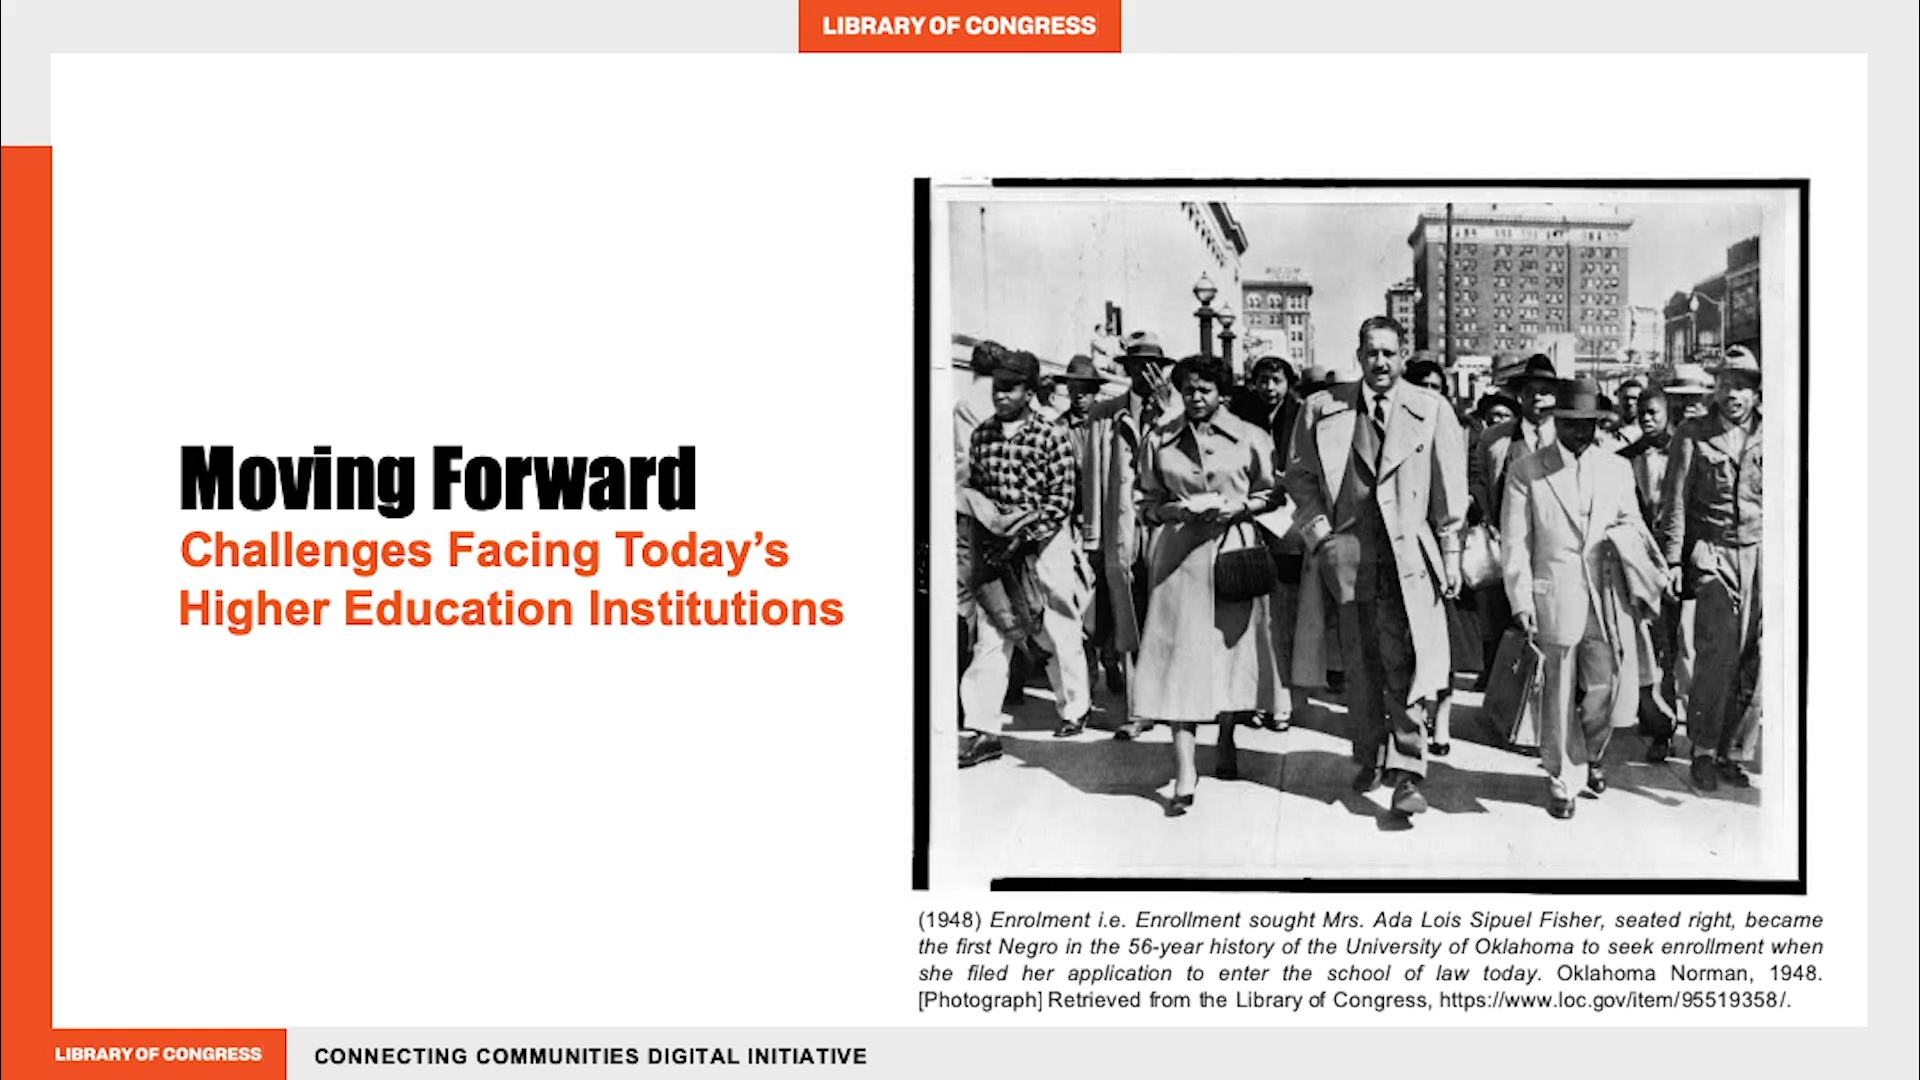 LIBRARY OF CONGRESS
Moving Forward
Challenges Facing Today’s
Higher Education Institutions
(1948) Enrolment i.e. Enrollment sought Mrs. Ada Lois Sipuel Fisher, seated right, became
the first Negro in the 56-year history of the University of Oklahoma to seek enrollment when
she filed her application to enter the school of law today. Oklahoma Norman, 1948.
[Photograph] Retrieved from the Library of Congress, https://www.loc.gov/item/95519358/.
LIBRARY OF CONGRESS
CONNECTING COMMUNITIES DIGITAL INITIATIVE